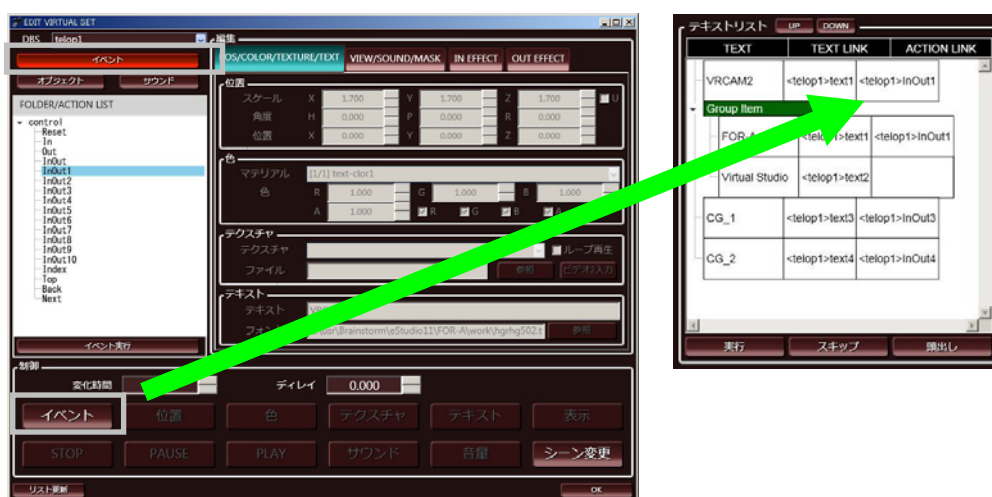 EDIT VIRTUAL SET
DBS telop1
イベント
オブジェクト サウンド
FOLDER/ACTION LIST
control
Reset
In
Out
InOut
InOut1
InOut2
InOut3
InOut4
InOut5
InOut6
InOut7
InOut8
InOut9
InOut10
Index
Top
Back
Next
イベント実行
編集
OS/COLOR/TEXTURE/TEXT VIEW/SOUND/MASK IN EFFECT OUT EFFECT
位置
スケール X 1.700 Y 1.700 Z 1.700 U
角度 H 0.000 P 0.000 R 0.000
位置 X 0.000 Y 0.000 Z 0.000
色
マテリアル [1/1] text-clor1
色 R 1.000 G 1.000 B 1.000
A 1.000 R G B A
テクスチャ
テクスチャ ループ再生
ファイル 参照 ビデオ入力
テキスト
テキスト
\Brainstorm\eStudio11\FOR-A\work\hgrhg502.t 参照
制御
変化時間 ディレイ 0.000
イベント 位置 色 テクスチャ テキスト 表示
STOP PAUSE PLAY サウンド 音量 シーン変更
リスト更新 OK
テキストリスト UP DOWN
TEXT TEXT LINK ACTION LINK
VRCAM2 <telop1>text1 <telop1>InOut1
Group Item
FOR-A <telop1>text1 <telop1>InOut1
Virtual Studio <telop1>text2
CG_1 <telop1>text3 <telop1>InOut3
CG_2 <telop1>text4 <telop1>InOut4
実行 スキップ 頭出し